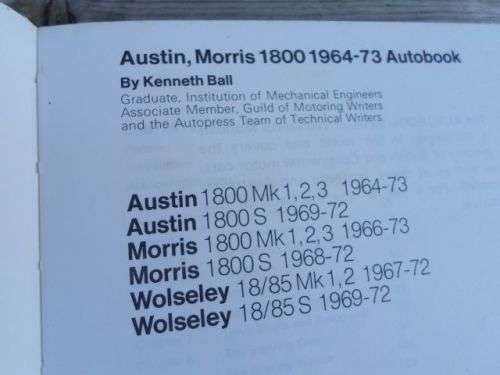 Austin, Morris 1800 1964-73 Autobook
By Kenneth Ball
Graduate, Institution of Mechanical Engineers
Associate Member, Guild of Motoring Writers
and the Autopress Team of Technical Writers
Austin 1800 Mk 1, 2, 3 1964-73
Austin 1800 S 1969-72
Morris 1800 Mk 1, 2, 3 1966-73
Morris 1800 S 1968-72
Wolseley 18/85 Mk 1, 2 1967-72
Wolseley 18/85 S 1969-72